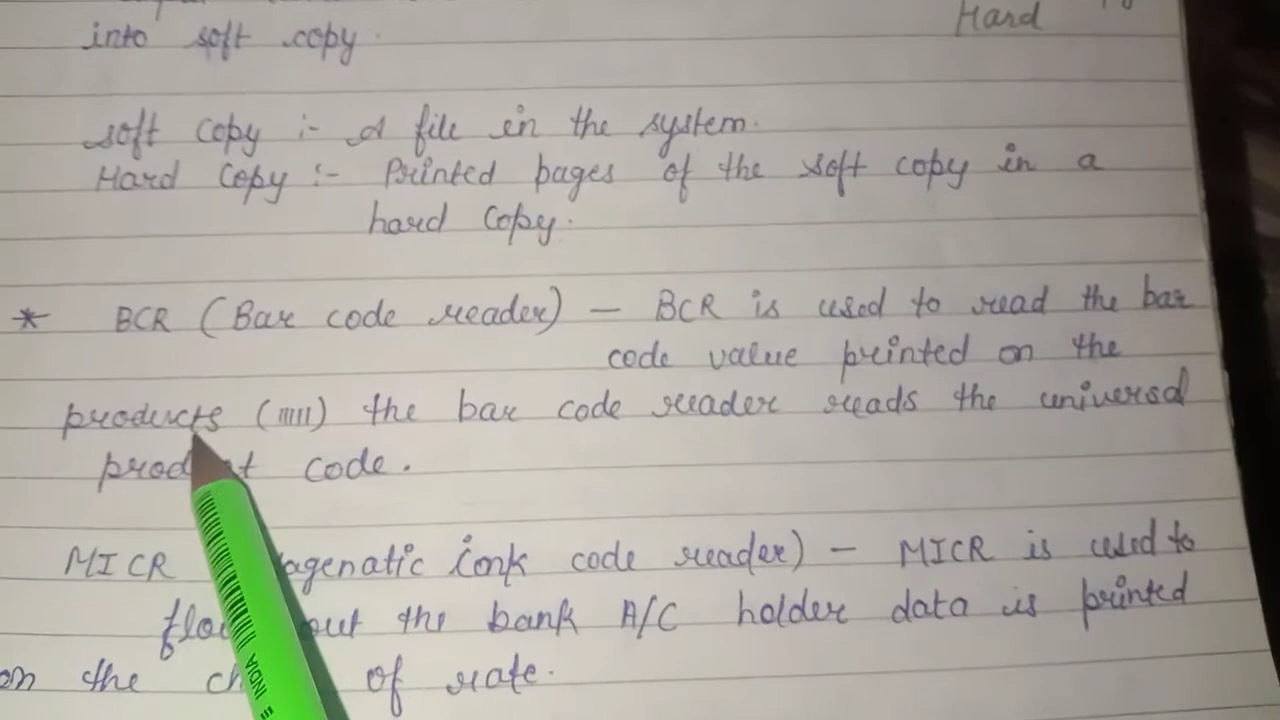 into soft copy.
Hard
soft copy :- A file in the system.
Hard Copy :- Printed pages of the soft copy in a
hard Copy.
* BCR (Bar code reader) - BCR is used to read the bar
code value printed on the
products (|||||) the bar code reader reads the universal
product code.
MICR agenatic ink code reader) - MICR is used to
out the bank A/C holder data is printed
on the of rate.
INDIA